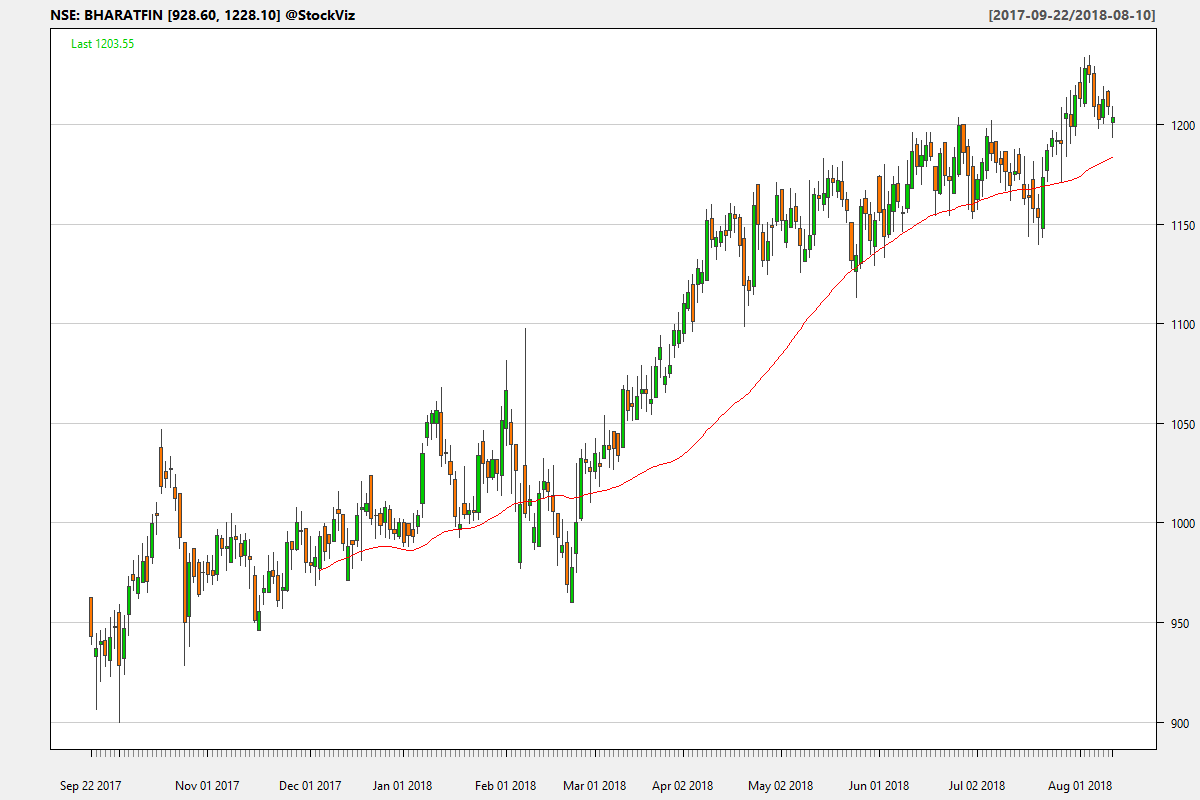 NSE: BHARATFIN [928.60, 1228.10] @StockViz [2017-09-22/2018-08-10]
Last 1203.55
1200
1150
1100
1050
1000
950
900
Sep 22 2017 Nov 01 2017 Dec 01 2017 Jan 01 2018 Feb 01 2018 Mar 01 2018 Apr 02 2018 May 02 2018 Jun 01 2018 Jul 02 2018 Aug 01 2018